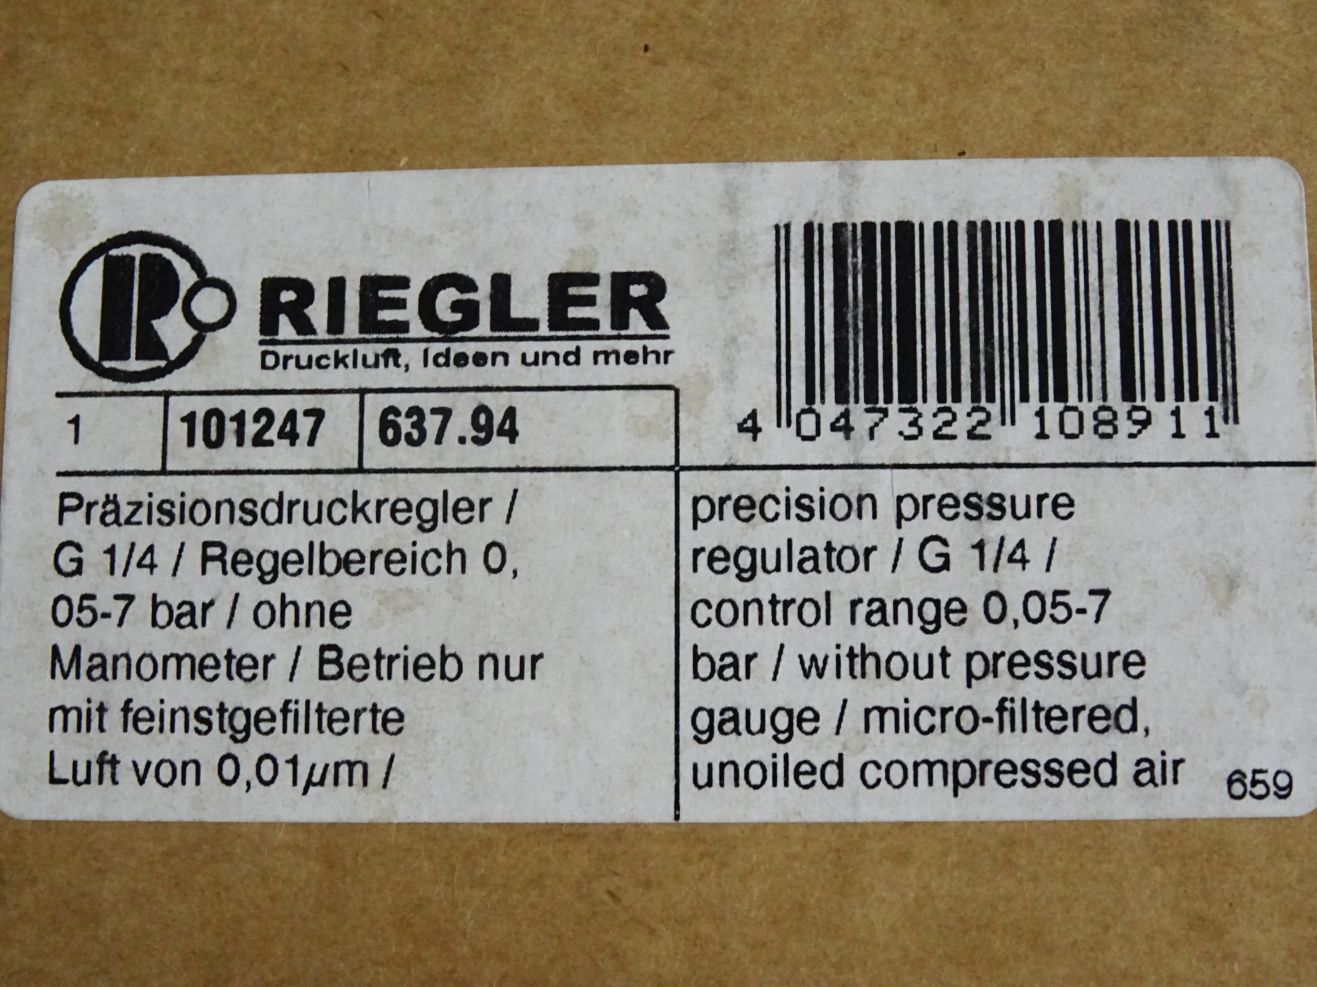 R
RIEGLER
Druckluft, Ideen und mehr
1 101247 637.94
4 047322 108911
Präzisionsdruckregler /
G 1/4 / Regelbereich 0,
05-7 bar / ohne
Manometer / Betrieb nur
mit feinstgefilterte
Luft von 0,01µm /
precision pressure
regulator / G 1/4 /
control range 0,05-7
bar / without pressure
gauge / micro-filtered,
unoiled compressed air
659